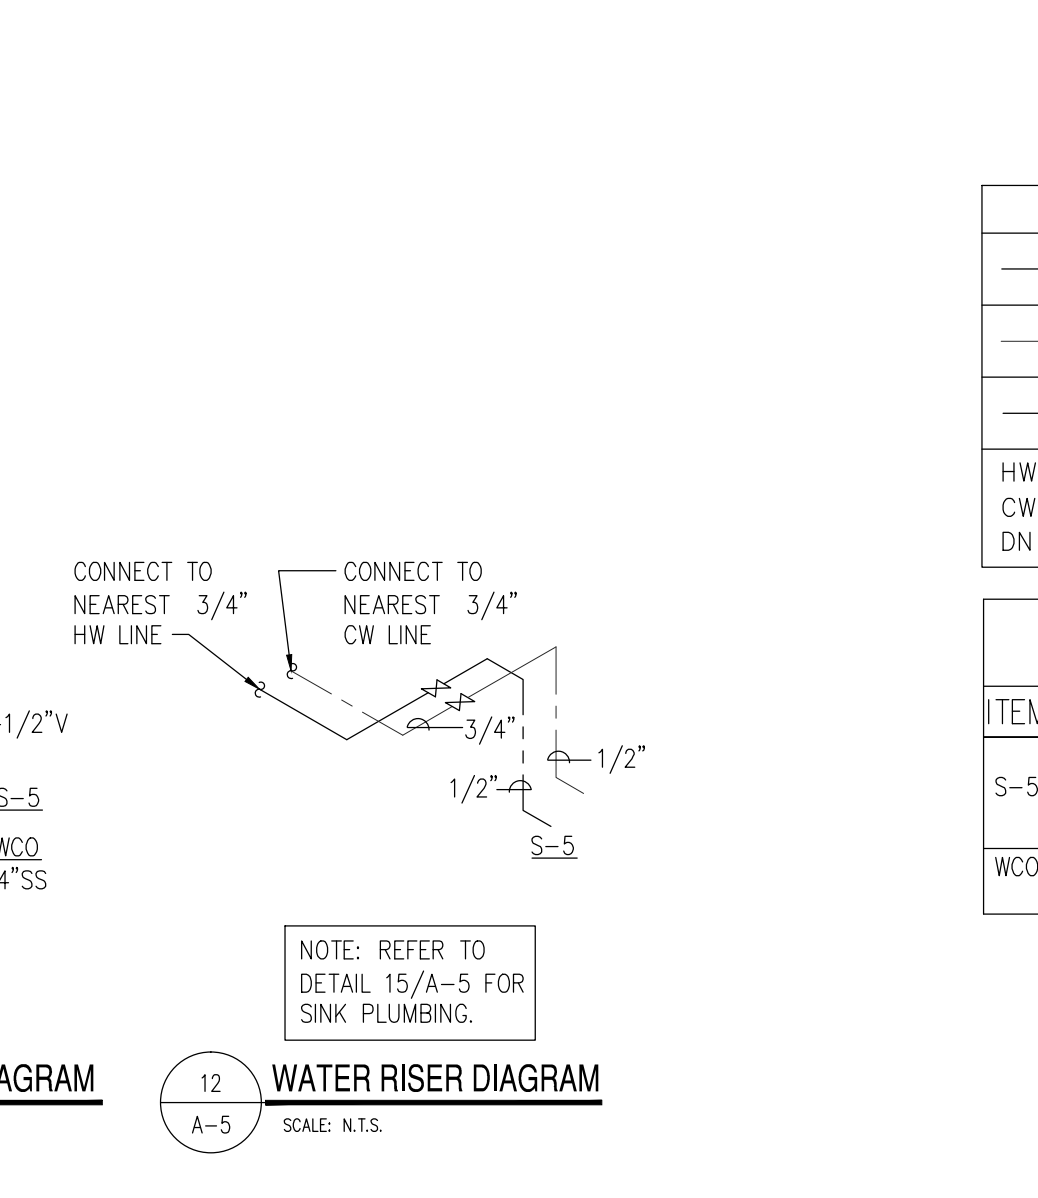 HW
CW
DN
CONNECT TO
NEAREST 3/4"
HW LINE
CONNECT TO
NEAREST 3/4"
CW LINE
1/2"V
3/4"
1/2"
1/2"
S-5
S-5
WCO
4"SS
ITEM
S-5
WCO
NOTE: REFER TO
DETAIL 15/A-5 FOR
SINK PLUMBING.
AGRAM
12
A-5
WATER RISER DIAGRAM
SCALE: N.T.S.